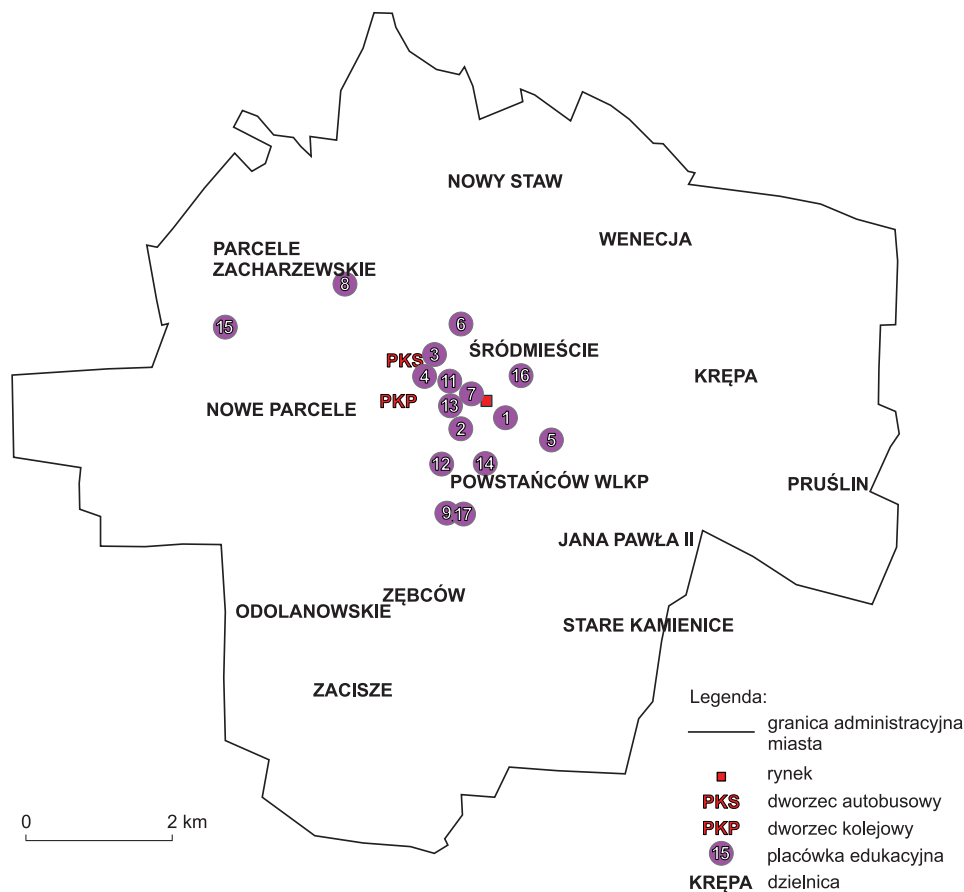 NOWY STAW
WENECJA
PARCELE
ZACHARZEWSKIE
8
15
6
3
ŚRÓDMIEŚCIE
PKS
4
11
16
KRĘPA
7
PKP
13
NOWE PARCELE
1
2
5
12
14
POWSTAŃCÓW WLKP
PRUŚLIN
9
17
JANA PAWŁA II
ZĘBCÓW
ODOLANOWSKIE
STARE KAMIENICE
ZACISZE
Legenda:
granica administracyjna
miasta
rynek
PKS dworzec autobusowy
PKP dworzec kolejowy
15 placówka edukacyjna
KRĘPA dzielnica
0 2 km